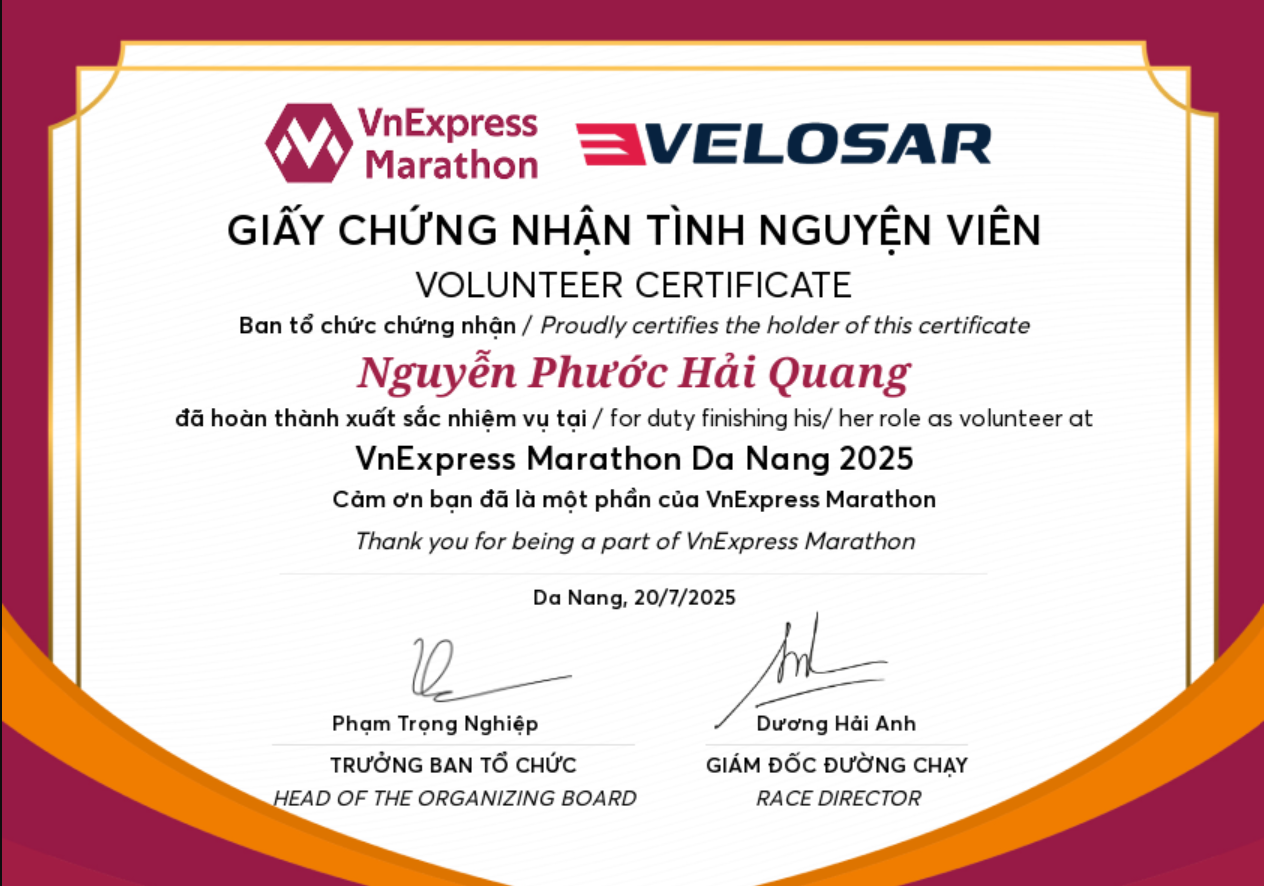 VnExpress
Marathon
VELOSAR
GIẤY CHỨNG NHẬN TÌNH NGUYỆN VIÊN
VOLUNTEER CERTIFICATE
Ban tổ chức chứng nhận / Proudly certifies the holder of this certificate
Nguyễn Phước Hải Quang
đã hoàn thành xuất sắc nhiệm vụ tại / for duty finishing his/ her role as volunteer at
VnExpress Marathon Da Nang 2025
Cảm ơn bạn đã là một phần của VnExpress Marathon
Thank you for being a part of VnExpress Marathon
Da Nang, 20/7/2025
Phạm Trọng Nghiệp
TRƯỞNG BAN TỔ CHỨC
HEAD OF THE ORGANIZING BOARD
Dương Hải Anh
GIÁM ĐỐC ĐƯỜNG CHẠY
RACE DIRECTOR